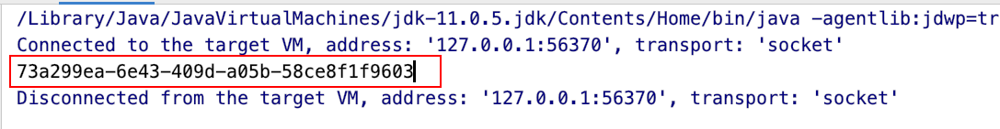 /Library/Java/JavaVirtualMachines/jdk-11.0.5.jdk/Contents/Home/bin/java -agentlib:jdwp=tr
Connected to the target VM, address: '127.0.0.1:56370', transport: 'socket'
73a299ea-6e43-409d-a05b-58ce8f1f9603
Disconnected from the target VM, address: '127.0.0.1:56370', transport: 'socket'